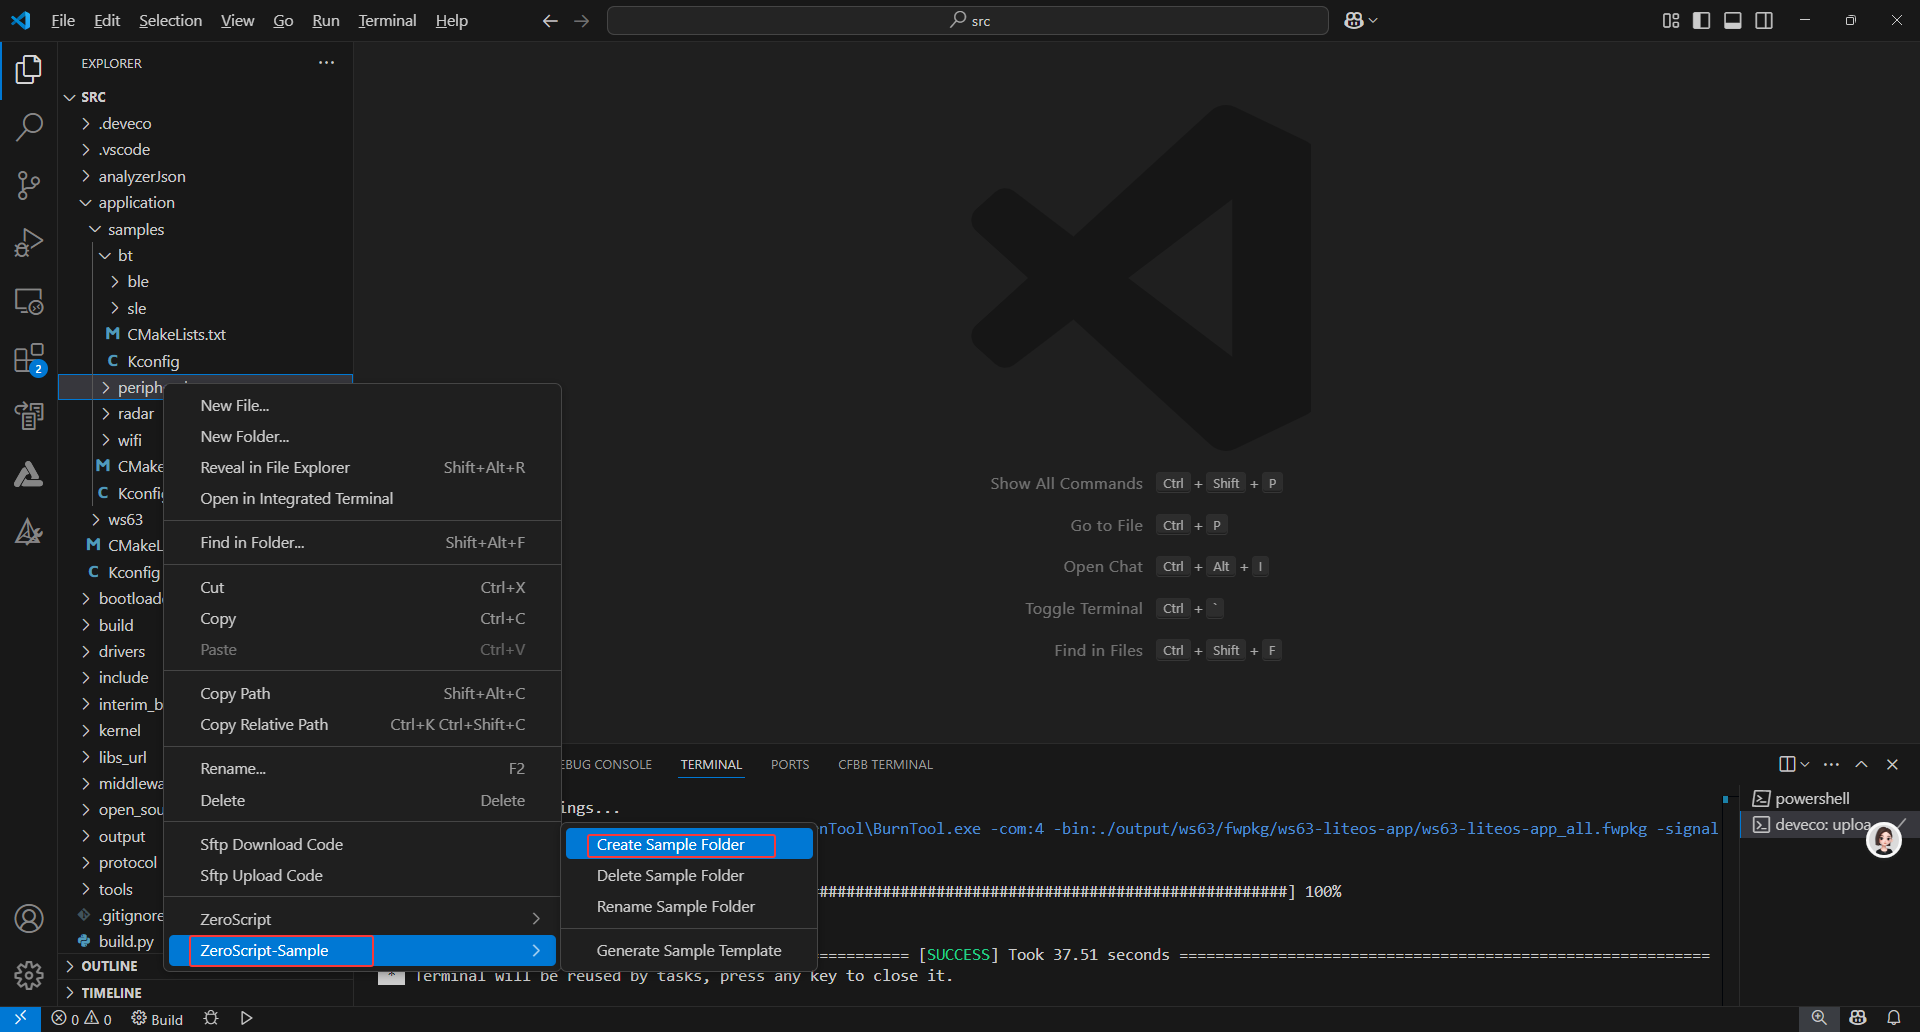 File Edit Selection View Go Run Terminal Help
src
EXPLORER
SRC
.deveco
.vscode
analyzerJson
application
samples
bt
ble
sle
M CMakeLists.txt
C Kconfig
periph
radar
wifi
M CMake
C Kconfi
ws63
M CMakeL
C Kconfig
bootload
build
drivers
include
interim_b
kernel
libs_url
middlewa
open_sou
output
protocol
tools
.gitignore
build.py
OUTLINE
TIMELINE
2
New File...
New Folder...
Reveal in File Explorer Shift+Alt+R
Open in Integrated Terminal
Find in Folder... Shift+Alt+F
Cut Ctrl+X
Copy Ctrl+C
Paste Ctrl+V
Copy Path Shift+Alt+C
Copy Relative Path Ctrl+K Ctrl+Shift+C
Rename... F2
Delete Delete
Sftp Download Code
Sftp Upload Code
ZeroScript
ZeroScript-Sample
Create Sample Folder
Delete Sample Folder
Rename Sample Folder
Generate Sample Template
Show All Commands Ctrl + Shift + P
Go to File Ctrl + P
Open Chat Ctrl + Alt + I
Toggle Terminal Ctrl + `
Find in Files Ctrl + Shift + F
EBUG CONSOLE TERMINAL PORTS CFBB TERMINAL
ings...
nTool\BurnTool.exe -com:4 -bin:./output/ws63/fwpkg/ws63-liteos-app/ws63-liteos-app_all.fwpkg -signal
####################################################] 100%
========== [SUCCESS] Took 37.51 seconds ===========================================================
* Terminal will be reused by tasks, press any key to close it.
powershell
deveco: uploa
0 0 Build